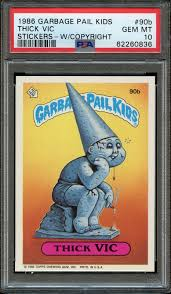 1986 GARBAGE PAIL KIDS #90b
THICK VIC GEM MT
STICKERS-W/COPYRIGHT 10
PSA 62260836
90b
GARBAGE PAIL KIDS
THICK VIC